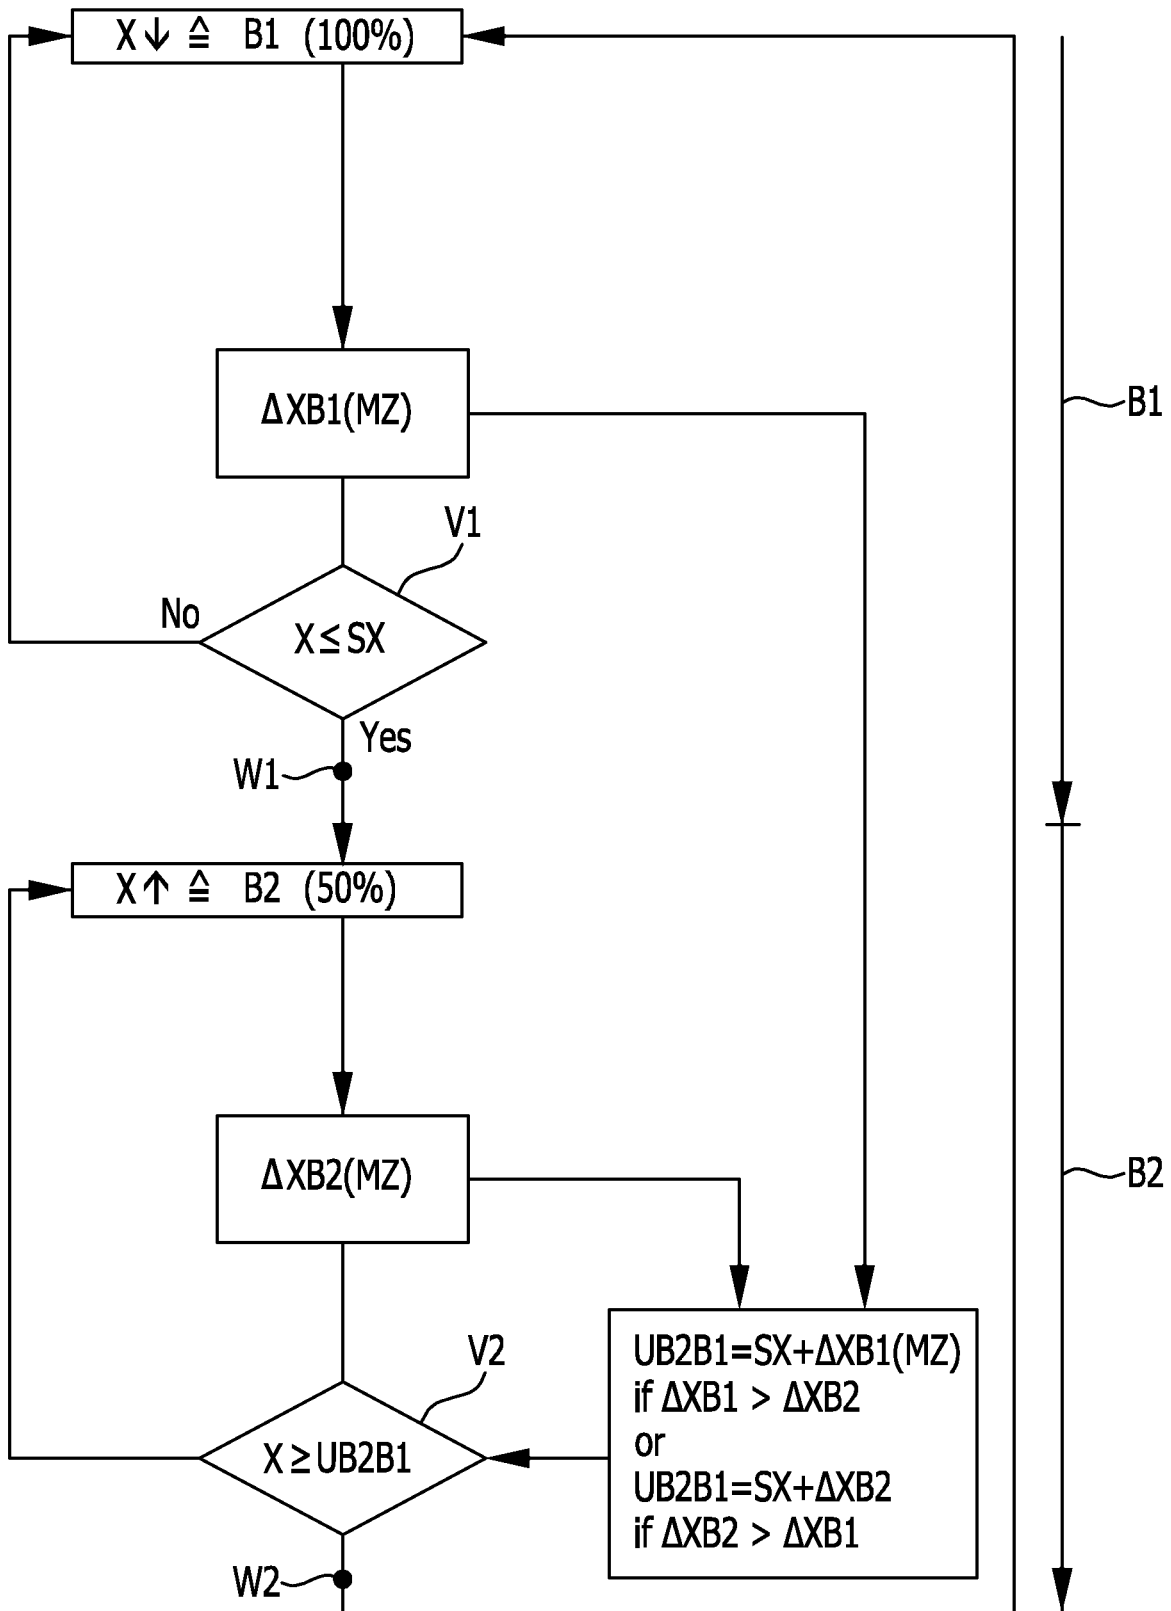 X↓ ≙ B1 (100%)
ΔXB1(MZ)
B1
V1
No
X≤SX
Yes
W1
X↑ ≙ B2 (50%)
ΔXB2(MZ)
B2
V2
UB2B1=SX+ΔXB1(MZ)
if ΔXB1 > ΔXB2
or
UB2B1=SX+ΔXB2
if ΔXB2 > ΔXB1
X≥UB2B1
W2